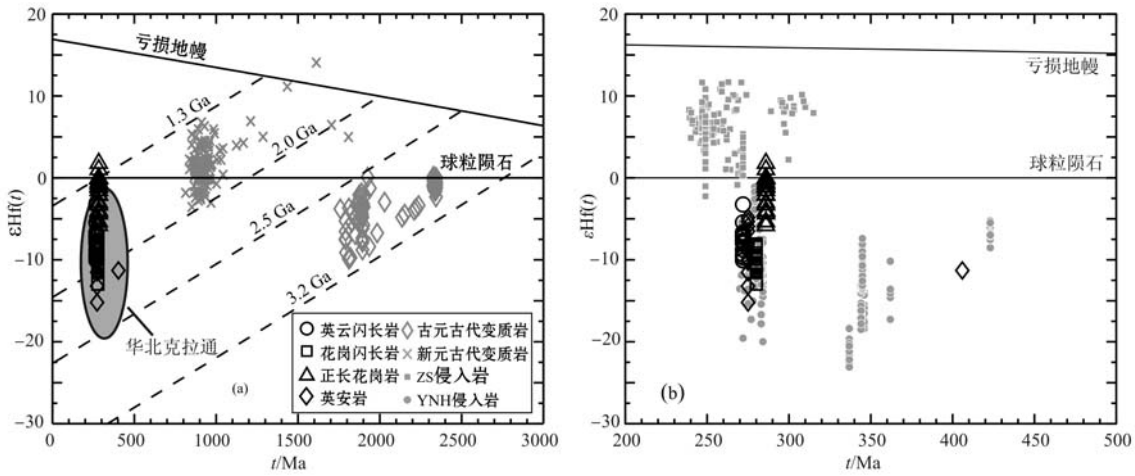 20
10
0
−10
−20
−30
εHf(t)
亏损地幔
1.3 Ga
2.0 Ga
球粒陨石
2.5 Ga
3.2 Ga
华北克拉通
(a)
英云闪长岩
花岗闪长岩
正长花岗岩
英安岩
古元古代变质岩
新元古代变质岩
ZS侵入岩
YNH侵入岩
0 500 1000 1500 2000 2500 3000
t/Ma
20
10
0
−10
−20
−30
εHf(t)
亏损地幔
球粒陨石
(b)
200 250 300 350 400 450 500
t/Ma